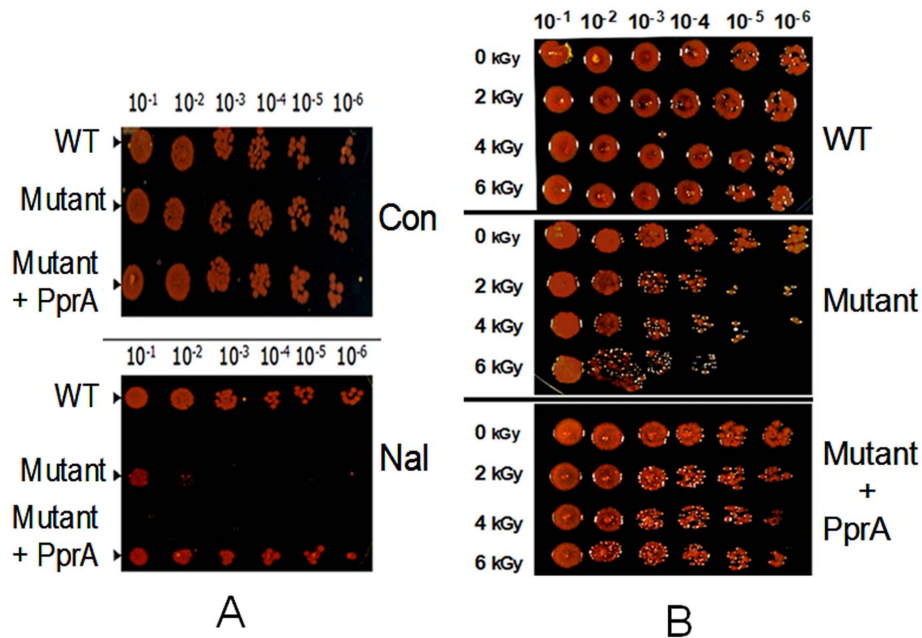 10⁻¹ 10⁻² 10⁻³ 10⁻⁴ 10⁻⁵ 10⁻⁶
WT
Mutant
Mutant
+ PprA
Con
10⁻¹ 10⁻² 10⁻³ 10⁻⁴ 10⁻⁵ 10⁻⁶
WT
Mutant
Mutant
+ PprA
Nal
A
10⁻¹ 10⁻² 10⁻³ 10⁻⁴ 10⁻⁵ 10⁻⁶
0 kGy
2 kGy
4 kGy
6 kGy
WT
0 kGy
2 kGy
4 kGy
6 kGy
Mutant
0 kGy
2 kGy
4 kGy
6 kGy
Mutant
+
PprA
B